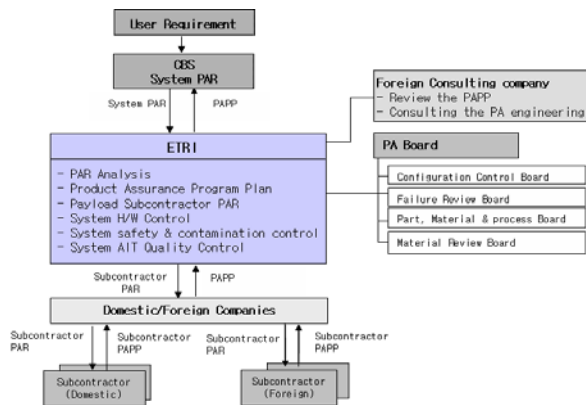 User Requirement
CBS
System PAR
System PAR
PAPP
Foreign Consulting company
- Review the PAPP
- Consulting the PA engineering
ETRI
- PAR Analysis
- Product Assurance Program Plan
- Payload Subcontractor PAR
- System H/W Control
- System safety & contamination control
- System AIT Quality Control
PA Board
Configuration Control Board
Failure Review Board
Part, Material & process Board
Material Review Board
Subcontractor
PAR
PAPP
Domestic/Foreign Companies
Subcontractor
PAR
Subcontractor
PAPP
Subcontractor
PAR
Subcontractor
PAPP
Subcontractor
(Domestic)
Subcontractor
(Foreign)